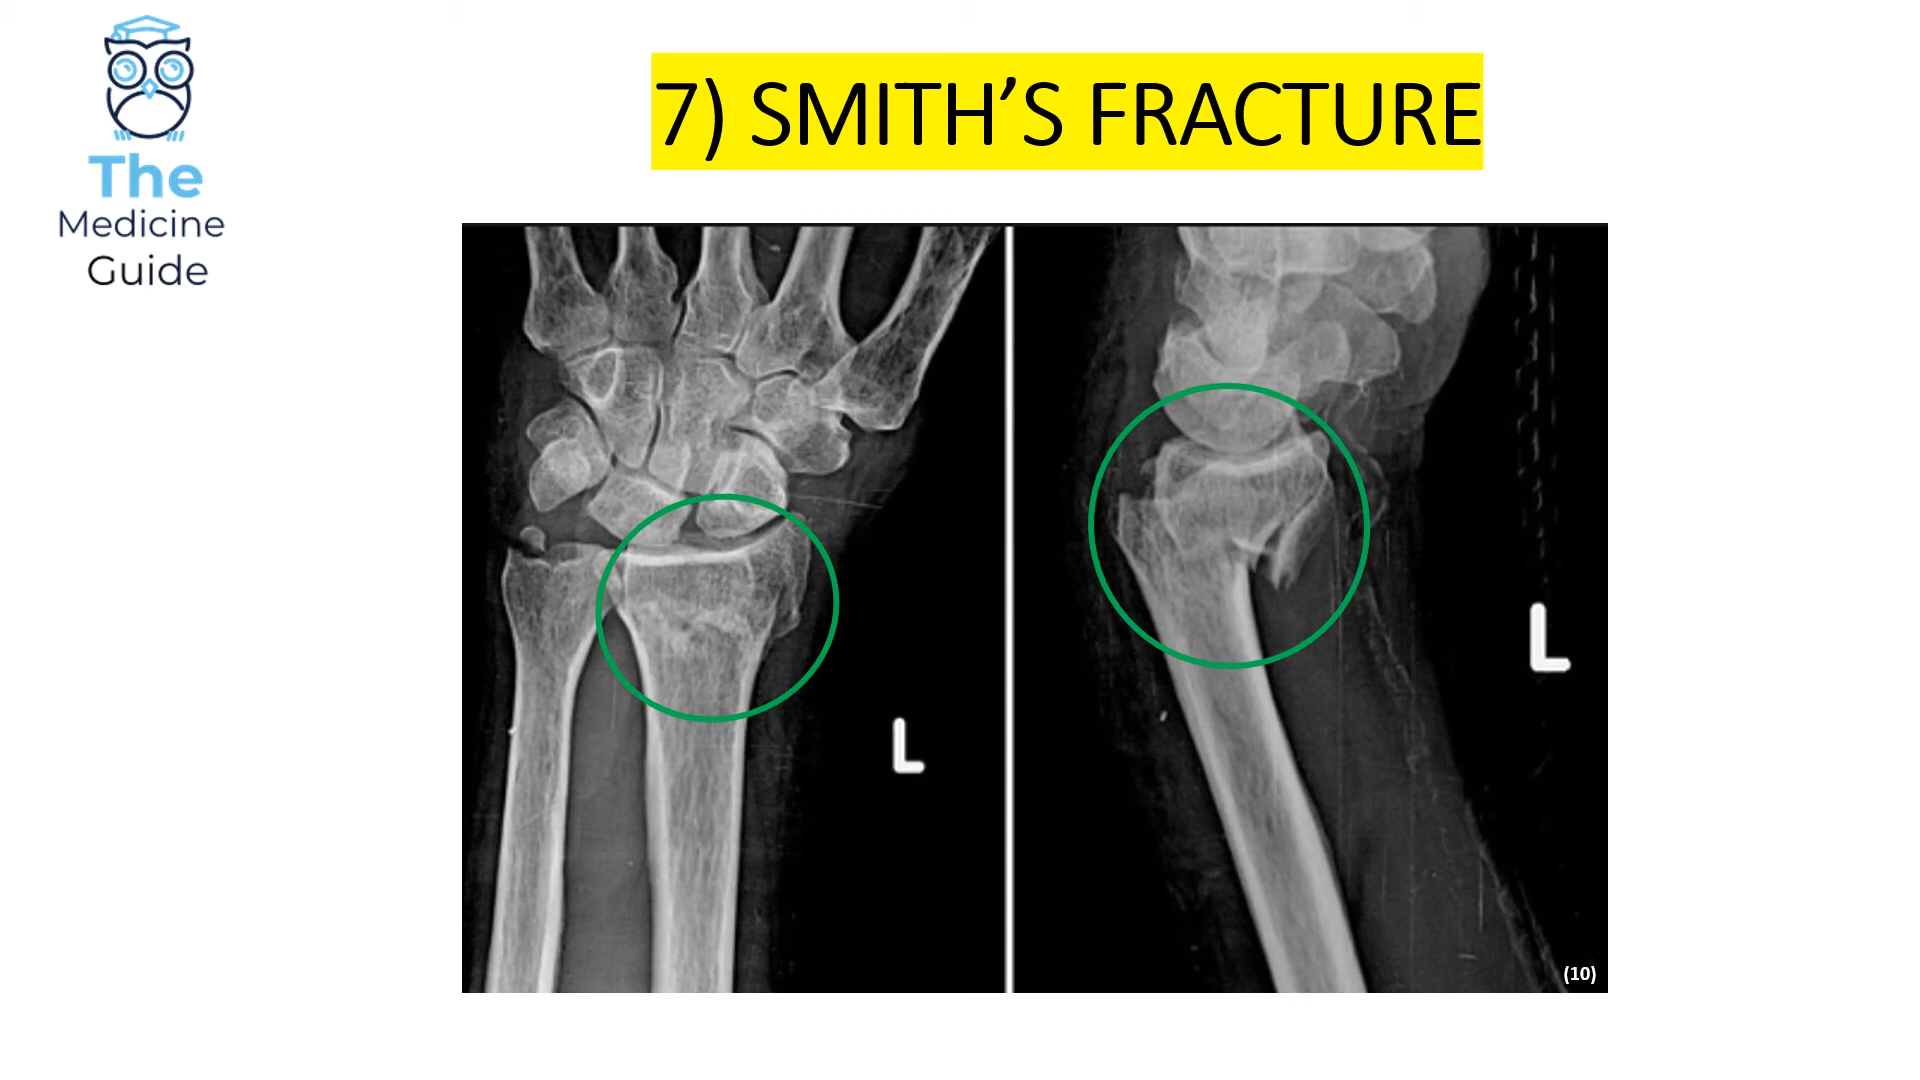 The
Medicine
Guide
7) SMITH’S FRACTURE
L
L
(10)